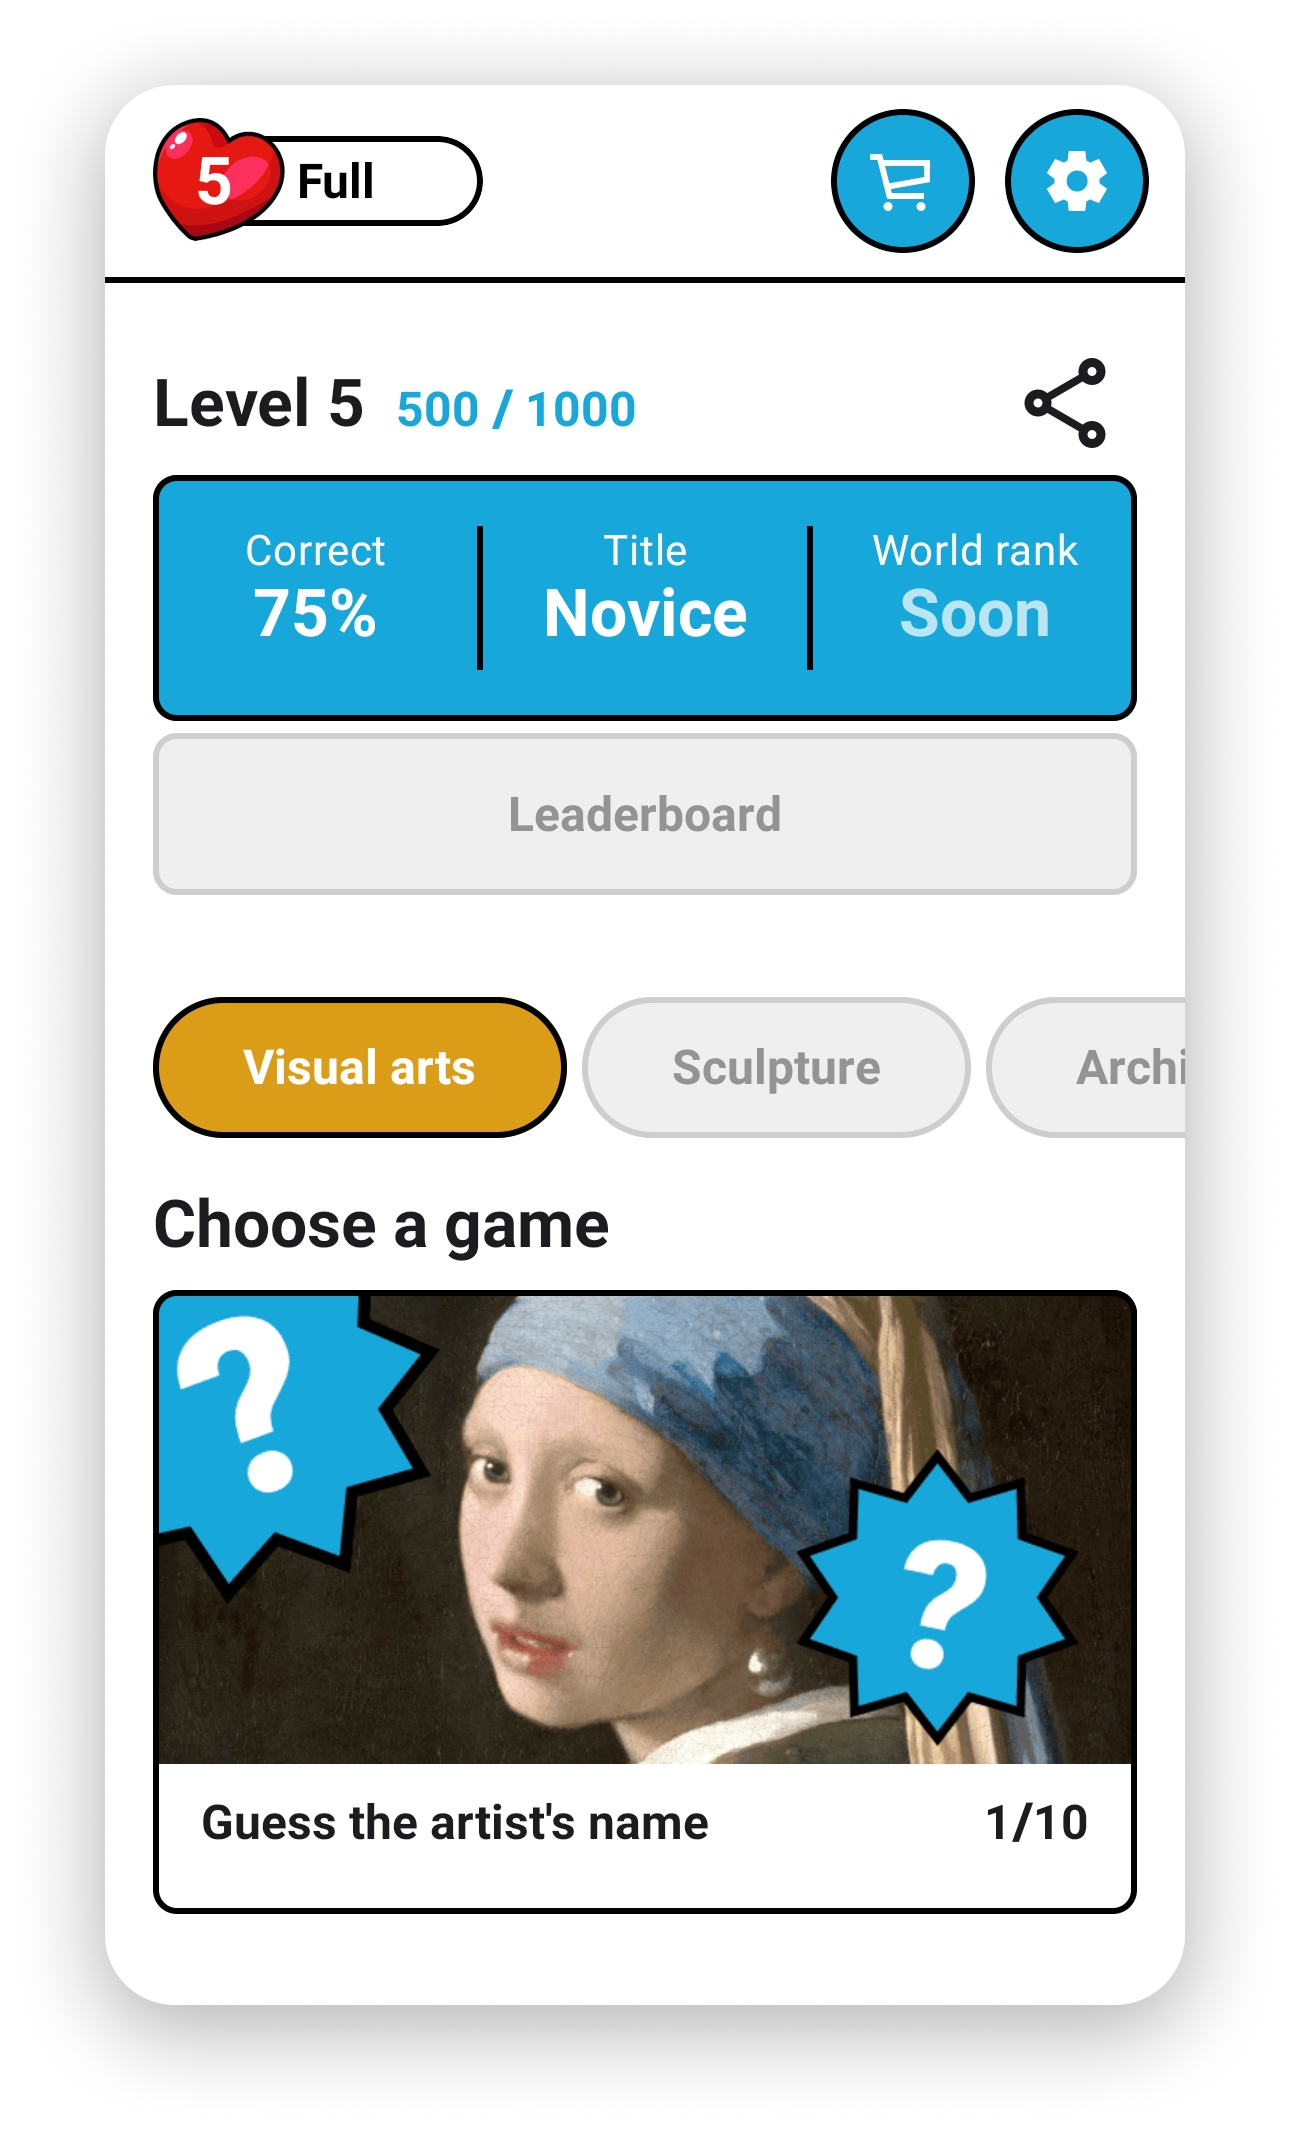 5 Full
Level 5 500 / 1000
Correct Title World rank
75% Novice Soon
Leaderboard
Visual arts Sculpture Archi
Choose a game
?
?
Guess the artist's name 1/10